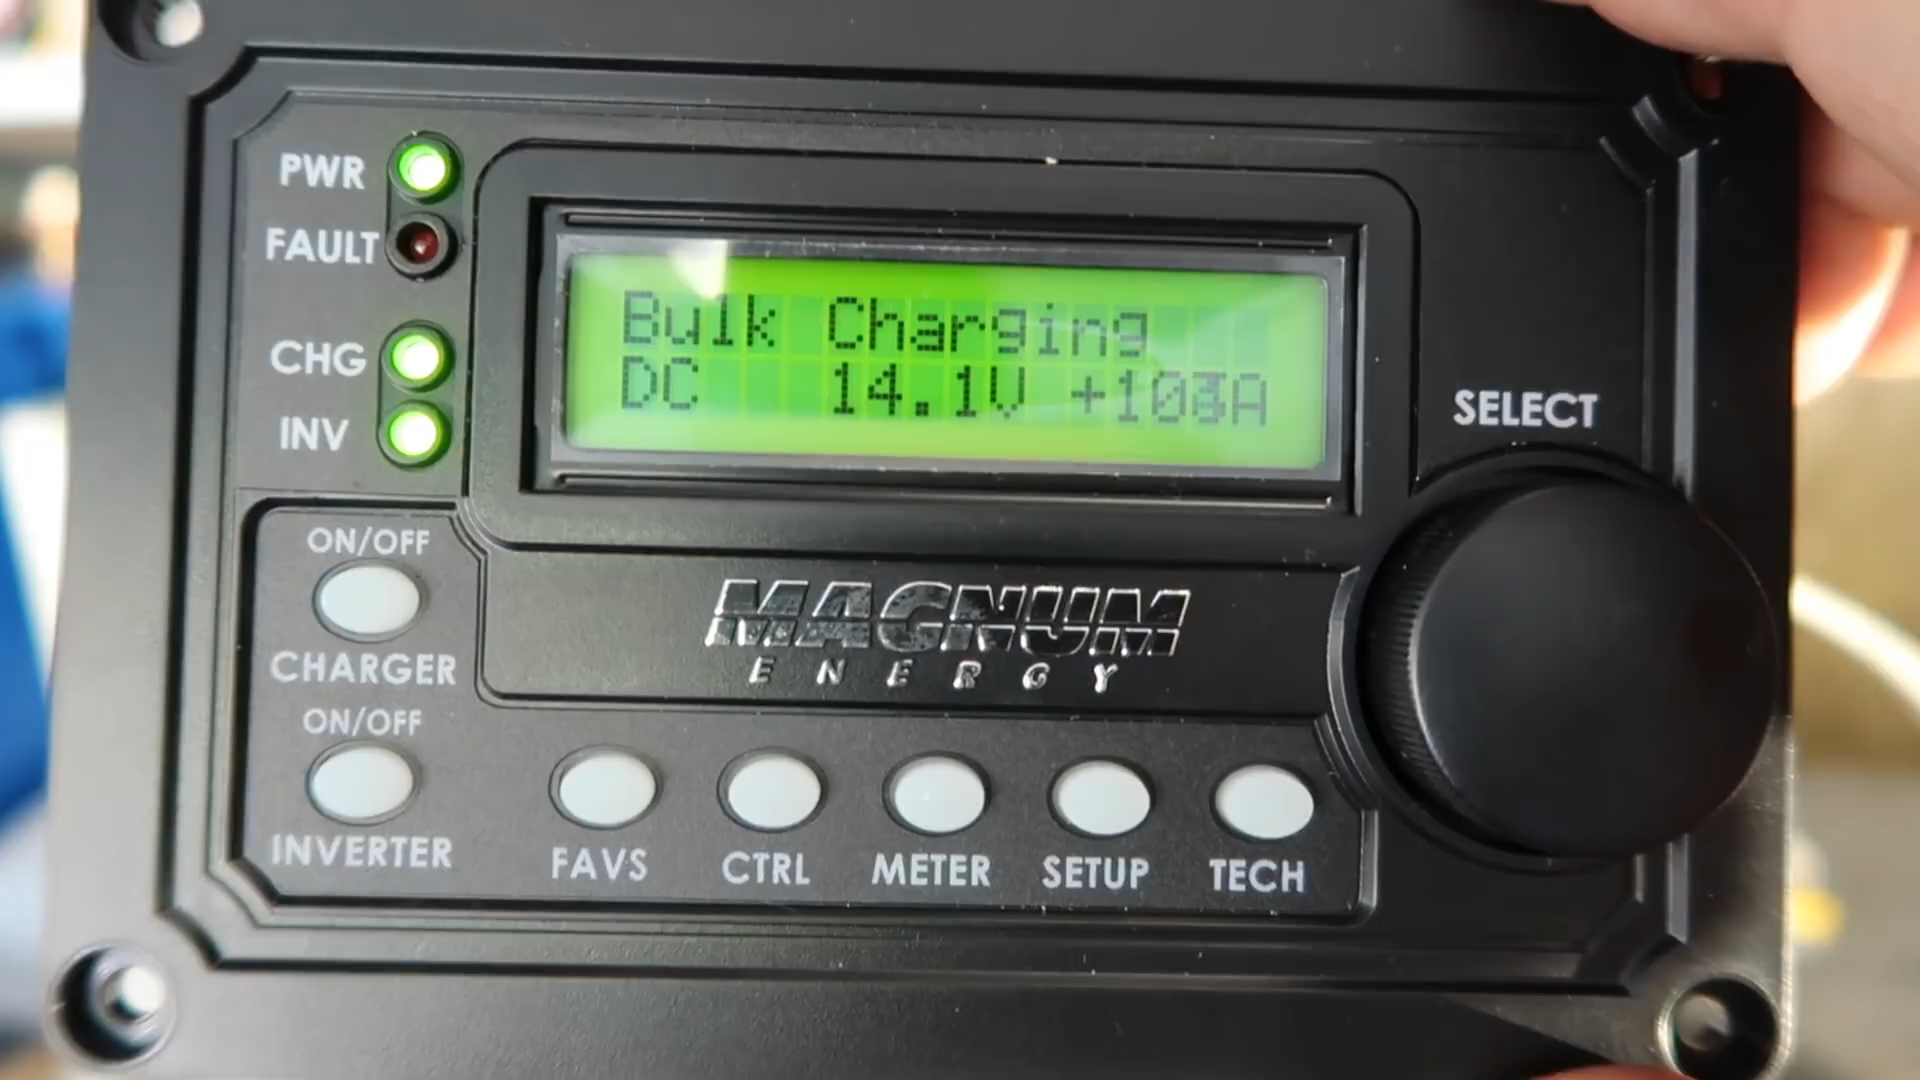 PWR
FAULT
CHG
INV
Bulk Charging
DC 14.1V
SELECT
ON/OFF
CHARGER
ON/OFF
INVERTER
MAGNUM
ENERGY
FAVS
CTRL
METER
SETUP
TECH